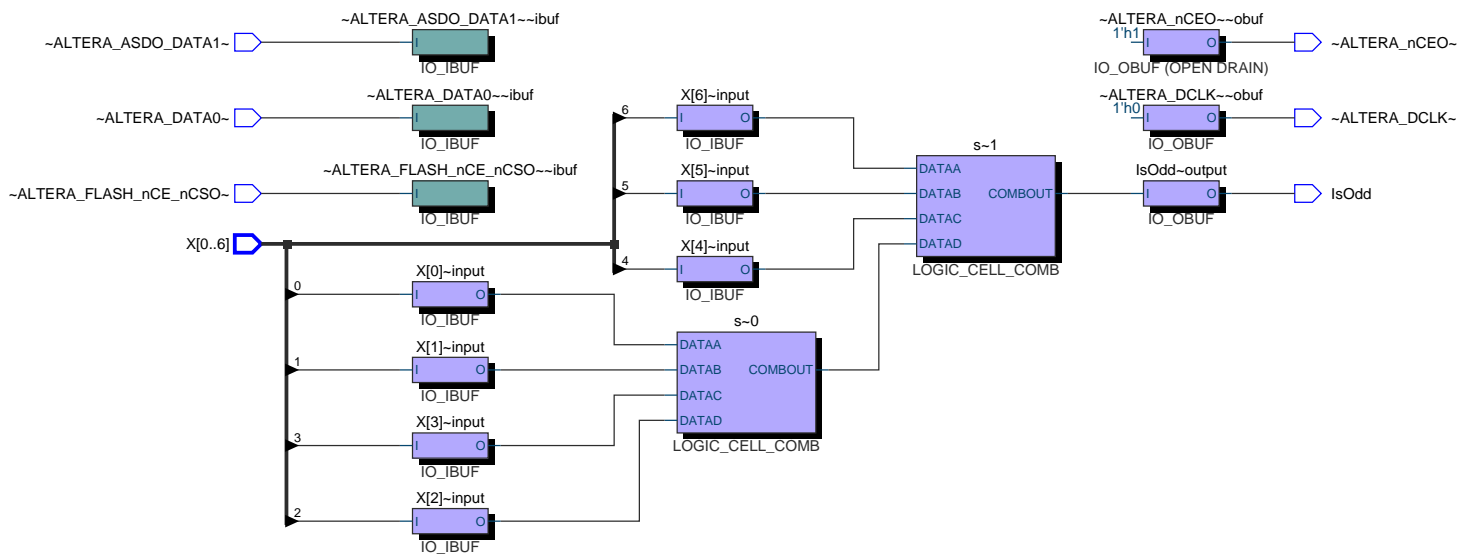 ~ALTERA_ASDO_DATA1~~ibuf
~ALTERA_ASDO_DATA1~
I
IO_IBUF
~ALTERA_nCEO~~obuf
1'h1
I O
IO_OBUF (OPEN DRAIN)
~ALTERA_nCEO~
~ALTERA_DATA0~~ibuf
~ALTERA_DATA0~
I
IO_IBUF
6
X[6]~input
I O
IO_IBUF
~ALTERA_DCLK~~obuf
1'h0
I O
IO_OBUF
~ALTERA_DCLK~
~ALTERA_FLASH_nCE_nCSO~~ibuf
~ALTERA_FLASH_nCE_nCSO~
I
IO_IBUF
5
X[5]~input
I O
IO_IBUF
s~1
DATAA
DATAB COMBOUT
DATAC
DATAD
LOGIC_CELL_COMB
IsOdd~output
I O
IO_OBUF
IsOdd
X[0..6]
4
X[4]~input
I O
IO_IBUF
0
X[0]~input
I O
IO_IBUF
1
X[1]~input
I O
IO_IBUF
s~0
DATAA
DATAB COMBOUT
DATAC
DATAD
LOGIC_CELL_COMB
3
X[3]~input
I O
IO_IBUF
2
X[2]~input
I O
IO_IBUF